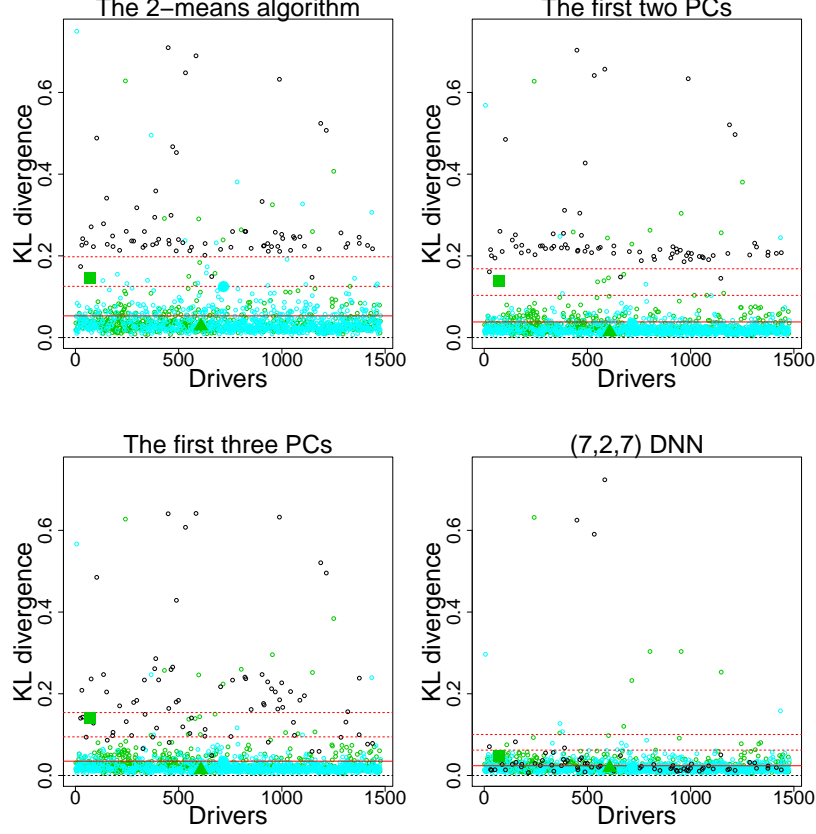 The 2−means algorithm
KL divergence
0.0 0.2 0.4 0.6
0 500 1000 1500
Drivers
The first two PCs
KL divergence
0.0 0.2 0.4 0.6
0 500 1000 1500
Drivers
The first three PCs
KL divergence
0.0 0.2 0.4 0.6
0 500 1000 1500
Drivers
(7,2,7) DNN
KL divergence
0.0 0.2 0.4 0.6
0 500 1000 1500
Drivers